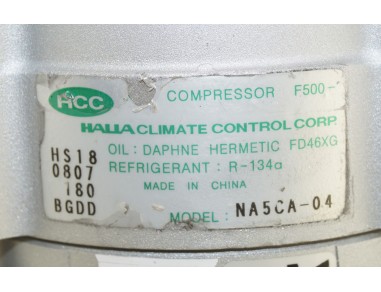 HCC COMPRESSOR F500-
HALLA CLIMATE CONTROL CORP
OIL: DAPHNE HERMETIC FD46XG
HS18
REFRIGERANT: R-134a
0807
MADE IN CHINA
180
BGDD
MODEL: NA5CA-04